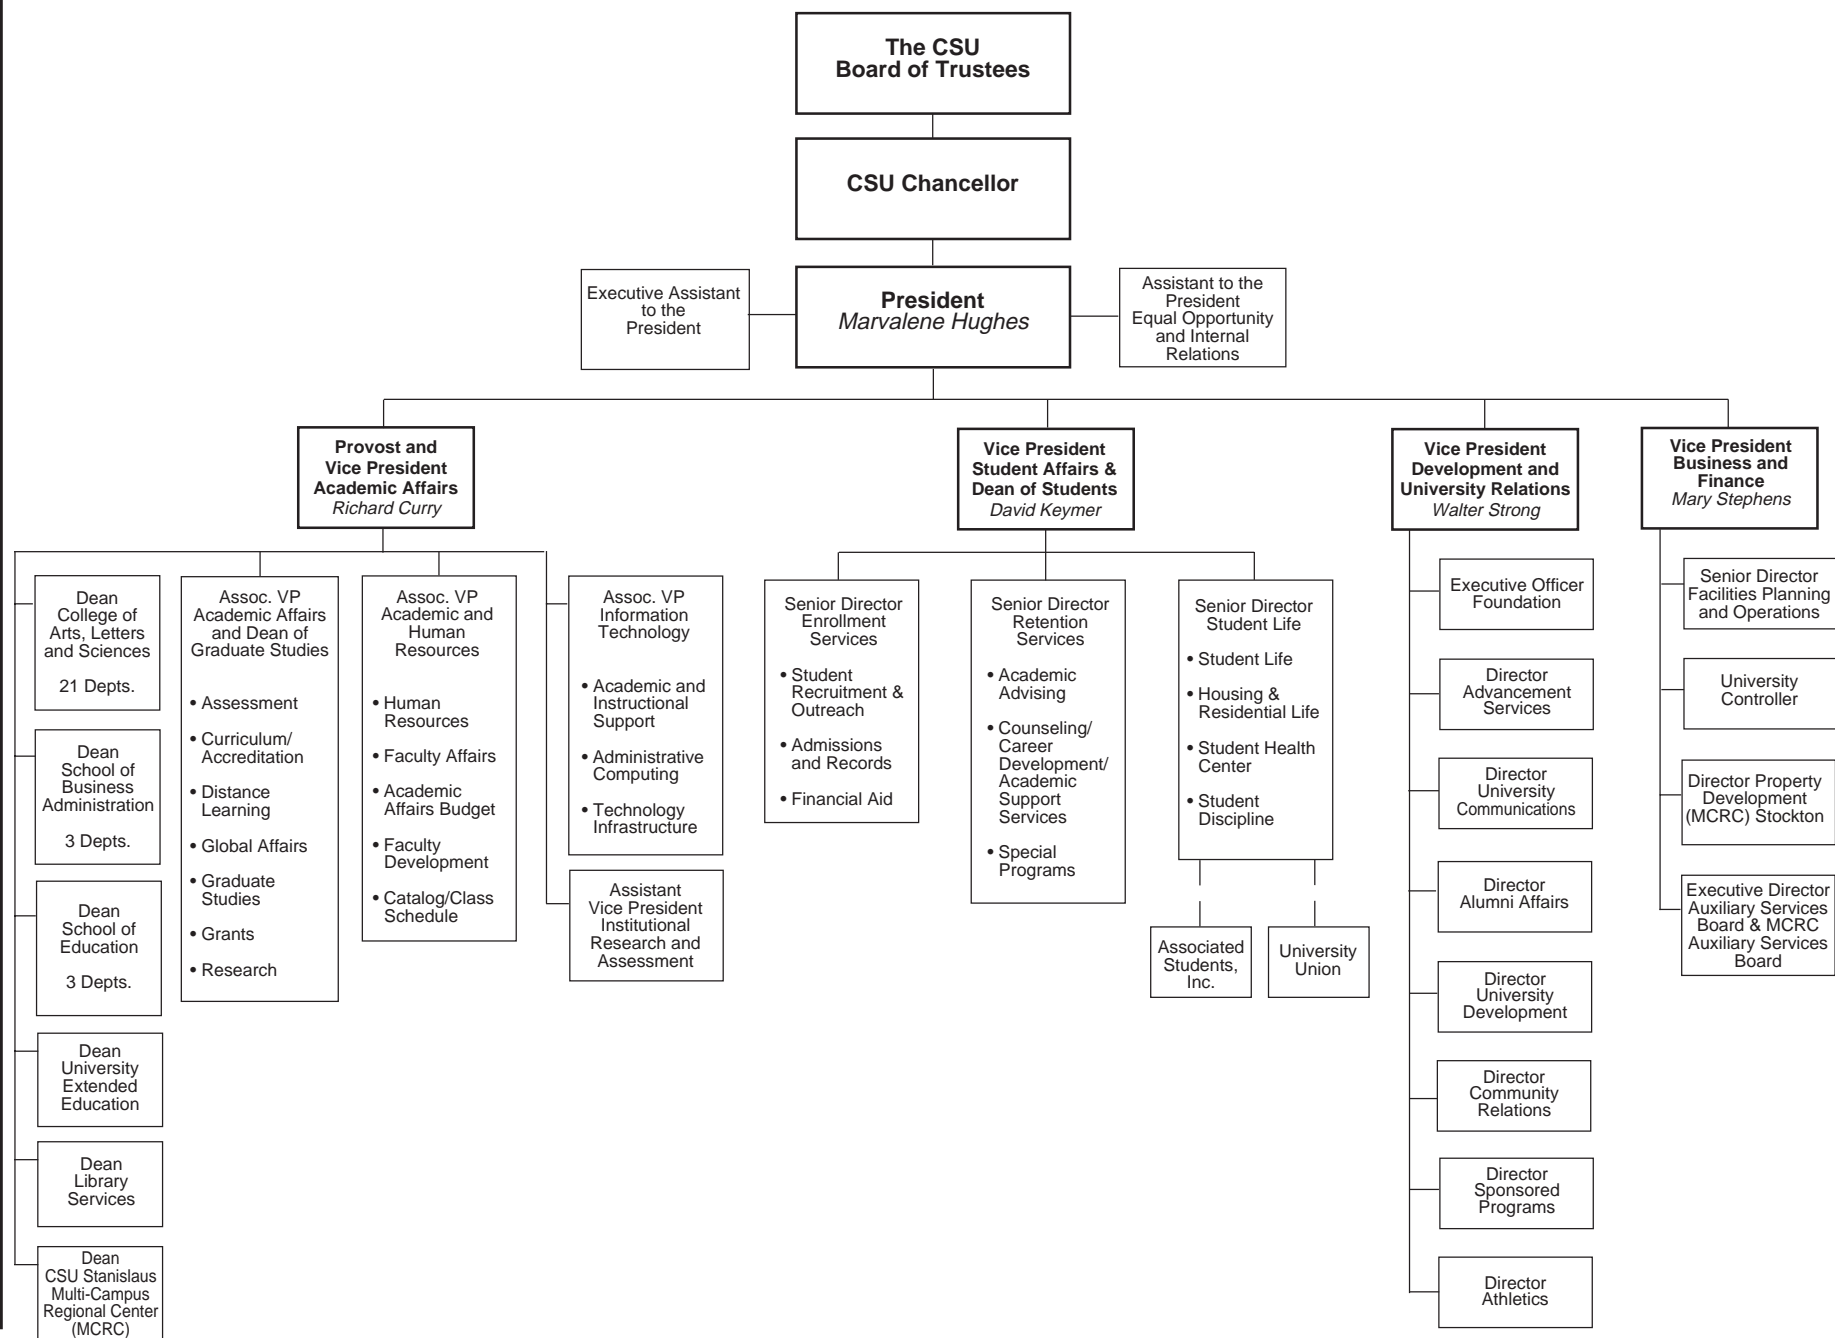 The CSU
Board of Trustees
CSU Chancellor
Executive Assistant
to the
President
President
Marvalene Hughes
Assistant to the
President
Equal Opportunity
and Internal
Relations
Provost and
Vice President
Academic Affairs
Richard Curry
Vice President
Student Affairs &
Dean of Students
David Keymer
Vice President
Development and
University Relations
Walter Strong
Vice President
Business and
Finance
Mary Stephens
Dean
College of
Arts, Letters
and Sciences
21 Depts.
Dean
School of
Business
Administration
3 Depts.
Dean
School of
Education
3 Depts.
Dean
University
Extended
Education
Dean
Library
Services
Dean
CSU Stanislaus
Multi-Campus
Regional Center
(MCRC)
Assoc. VP
Academic Affairs
and Dean of
Graduate Studies
• Assessment
• Curriculum/
Accreditation
• Distance
Learning
• Global Affairs
• Graduate
Studies
• Grants
• Research
Assoc. VP
Academic and
Human
Resources
• Human
Resources
• Faculty Affairs
• Academic
Affairs Budget
• Faculty
Development
• Catalog/Class
Schedule
Assoc. VP
Information
Technology
• Academic and
Instructional
Support
• Administrative
Computing
• Technology
Infrastructure
Assistant
Vice President
Institutional
Research and
Assessment
Senior Director
Enrollment
Services
• Student
Recruitment &
Outreach
• Admissions
and Records
• Financial Aid
Senior Director
Retention
Services
• Academic
Advising
• Counseling/
Career
Development/
Academic
Support
Services
• Special
Programs
Senior Director
Student Life
• Student Life
• Housing &
Residential Life
• Student Health
Center
• Student
Discipline
Associated
Students,
Inc.
University
Union
Executive Officer
Foundation
Director
Advancement
Services
Director
University
Communications
Director
Alumni Affairs
Director
University
Development
Director
Community
Relations
Director
Sponsored
Programs
Director
Athletics
Senior Director
Facilities Planning
and Operations
University
Controller
Director Property
Development
(MCRC) Stockton
Executive Director
Auxiliary Services
Board & MCRC
Auxiliary Services
Board